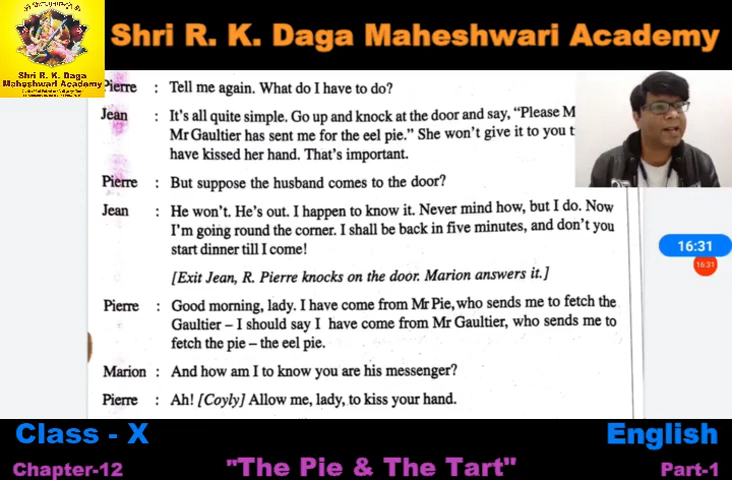 Shri R. K. Daga Maheshwari Academy
Shri R. K. Daga
Maheshwari Academy
Pierre : Tell me again. What do I have to do?
Jean : It's all quite simple. Go up and knock at the door and say, "Please M
Mr Gaultier has sent me for the eel pie." She won't give it to you t
have kissed her hand. That's important.
Pierre : But suppose the husband comes to the door?
Jean : He won't. He's out. I happen to know it. Never mind how, but I do. Now
I'm going round the corner. I shall be back in five minutes, and don't you
start dinner till I come!
[Exit Jean, R. Pierre knocks on the door. Marion answers it.]
Pierre : Good morning, lady. I have come from Mr Pie, who sends me to fetch the
Gaultier – I should say I have come from Mr Gaultier, who sends me to
fetch the pie – the eel pie.
Marion : And how am I to know you are his messenger?
Pierre : Ah! [Coyly] Allow me, lady, to kiss your hand.
16:31
16:31
Class - X
English
Chapter-12
"The Pie & The Tart"
Part-1